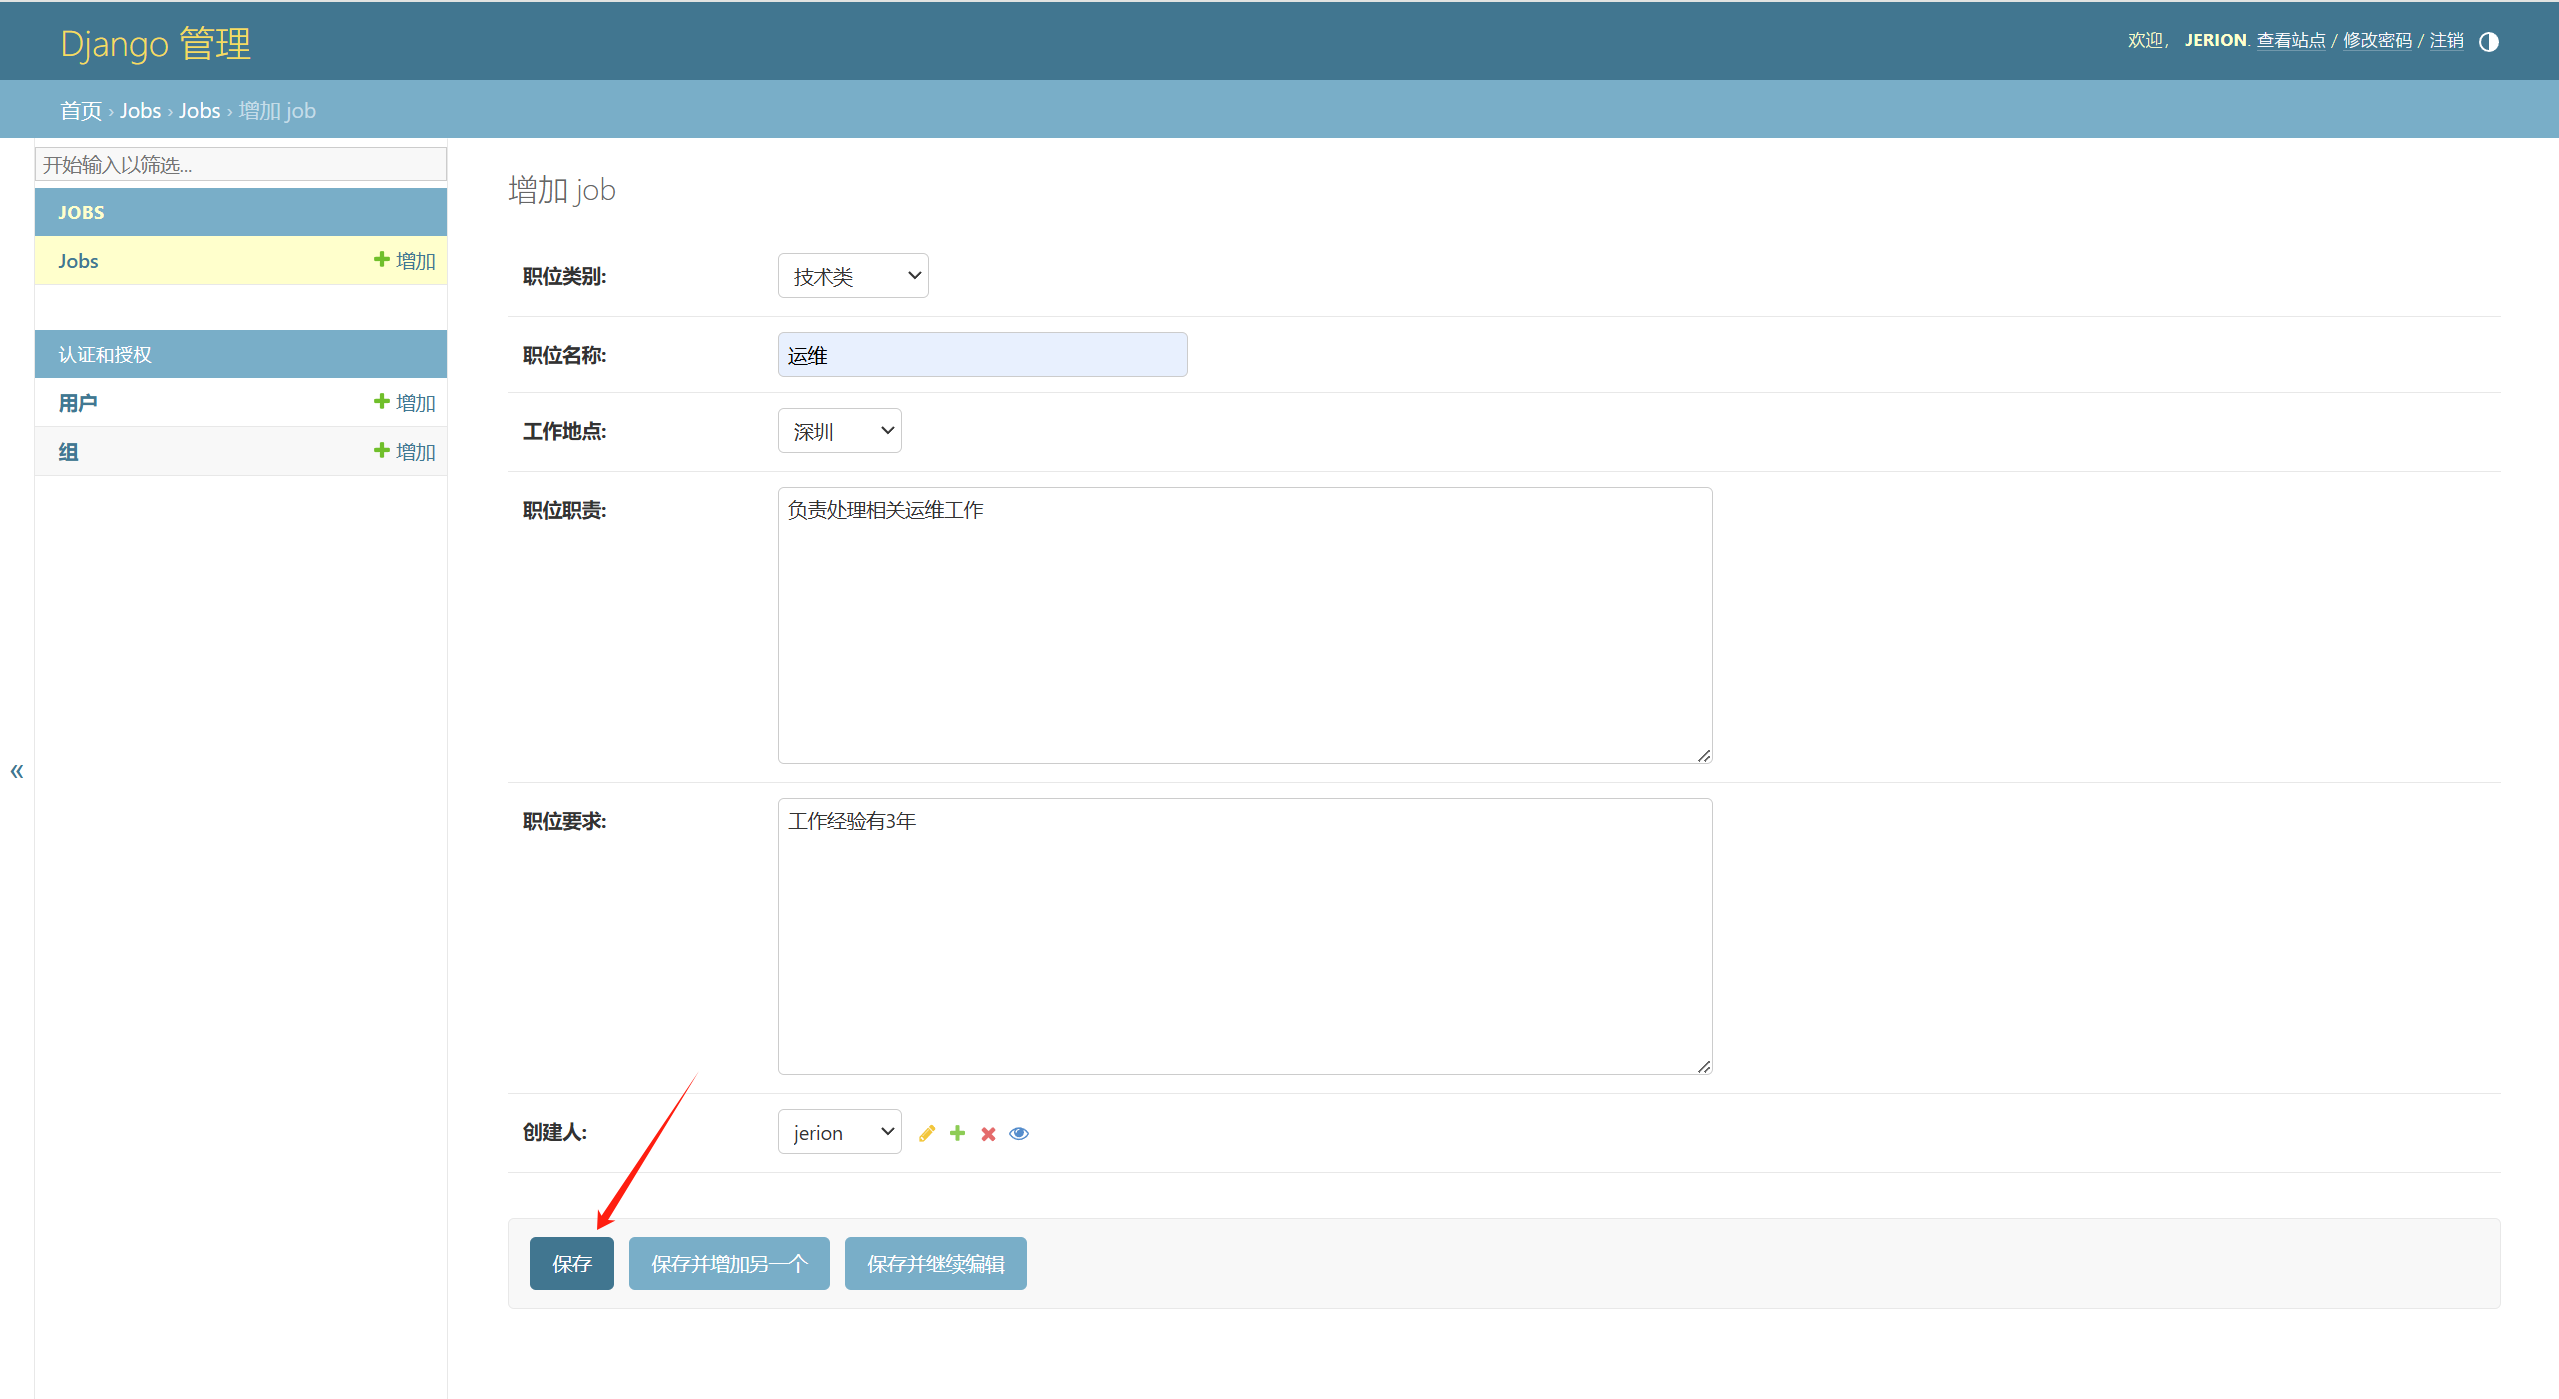 Django 管理
欢迎， JERION. 查看站点 / 修改密码 / 注销
首页 › Jobs › Jobs › 增加 job
开始输入以筛选...
JOBS
Jobs 增加
认证和授权
用户 增加
组 增加
«
增加 job
职位类别: 技术类
职位名称: 运维
工作地点: 深圳
职位职责: 负责处理相关运维工作
职位要求: 工作经验有3年
创建人: jerion
保存 保存并增加另一个 保存并继续编辑